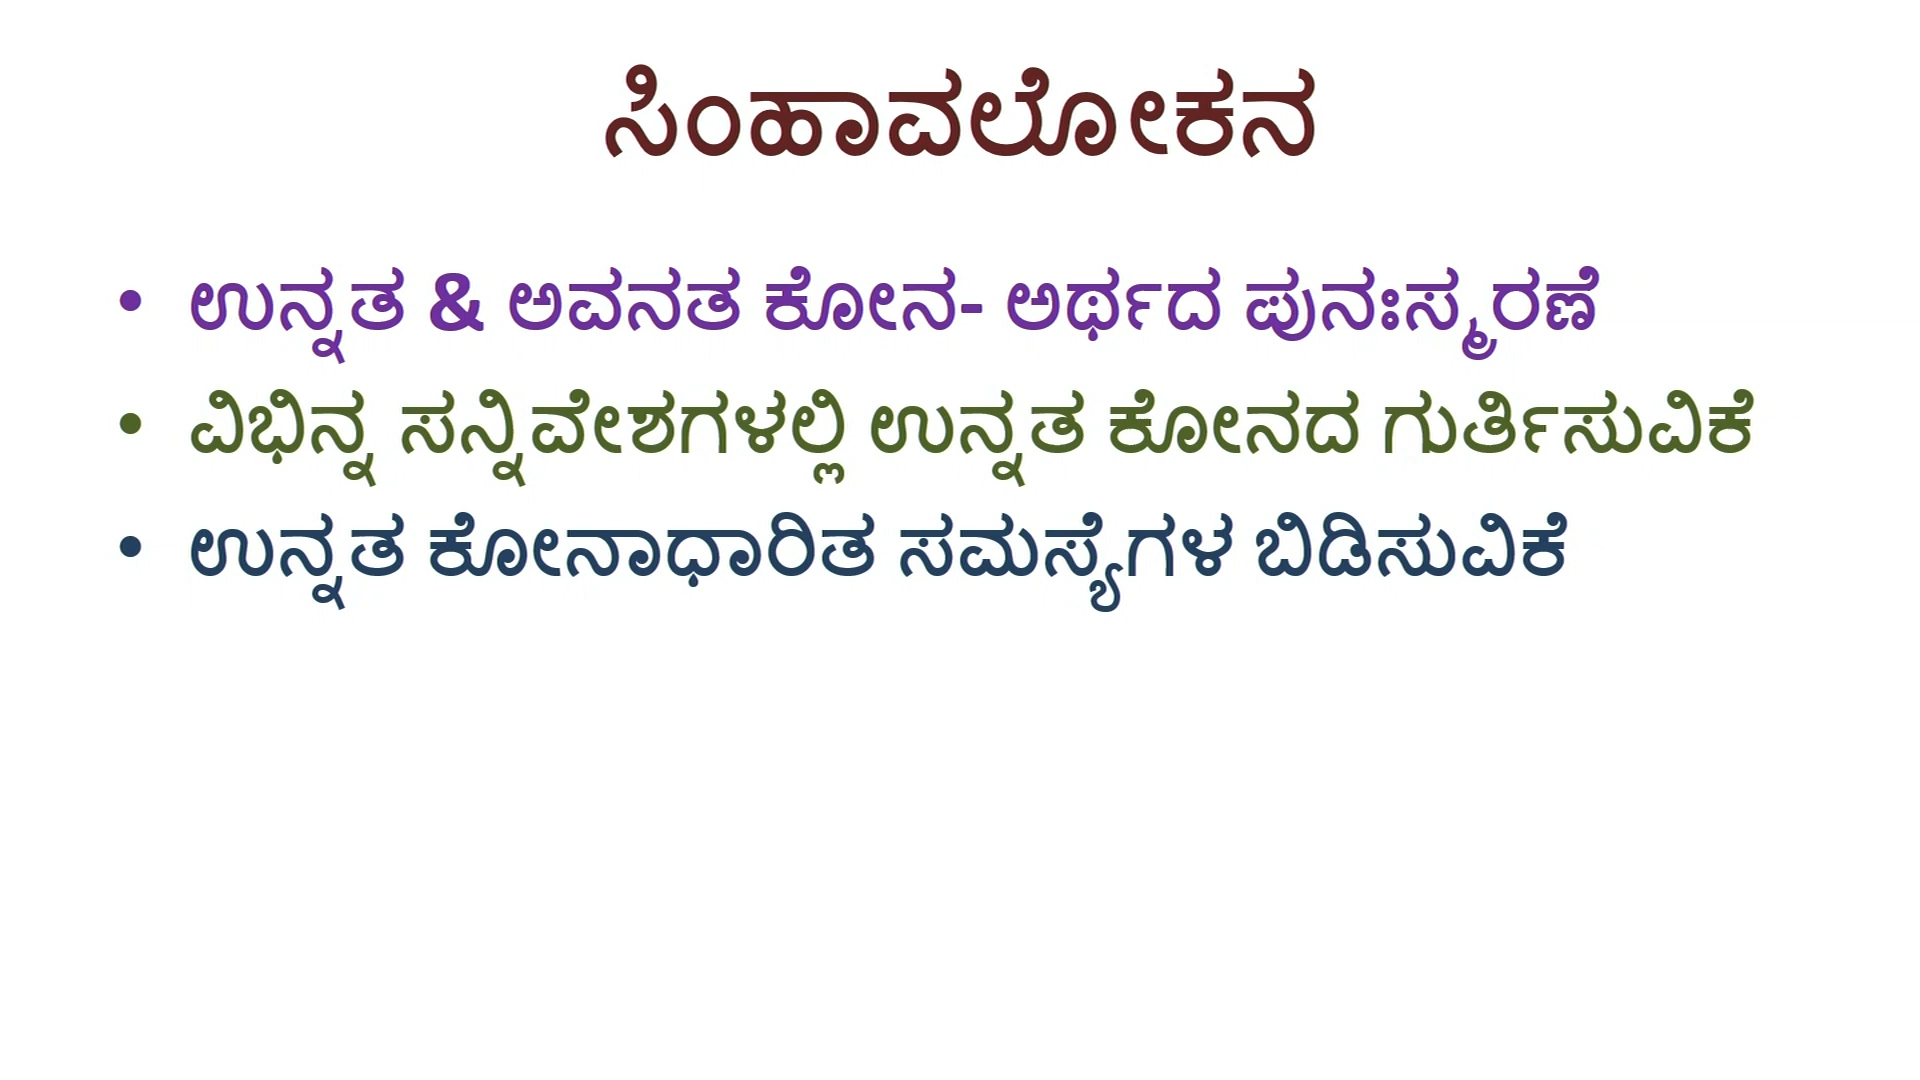 ಸಿಂಹಾವಲೋಕನ
• ಉನ್ನತ & ಅವನತ ಕೋನ- ಅರ್ಥದ ಪುನಃಸ್ಮರಣೆ
• ವಿಭಿನ್ನ ಸನ್ನಿವೇಶಗಳಲ್ಲಿ ಉನ್ನತ ಕೋನದ ಗುರ್ತಿಸುವಿಕೆ
• ಉನ್ನತ ಕೋನಾಧಾರಿತ ಸಮಸ್ಯೆಗಳ ಬಿಡಿಸುವಿಕೆ